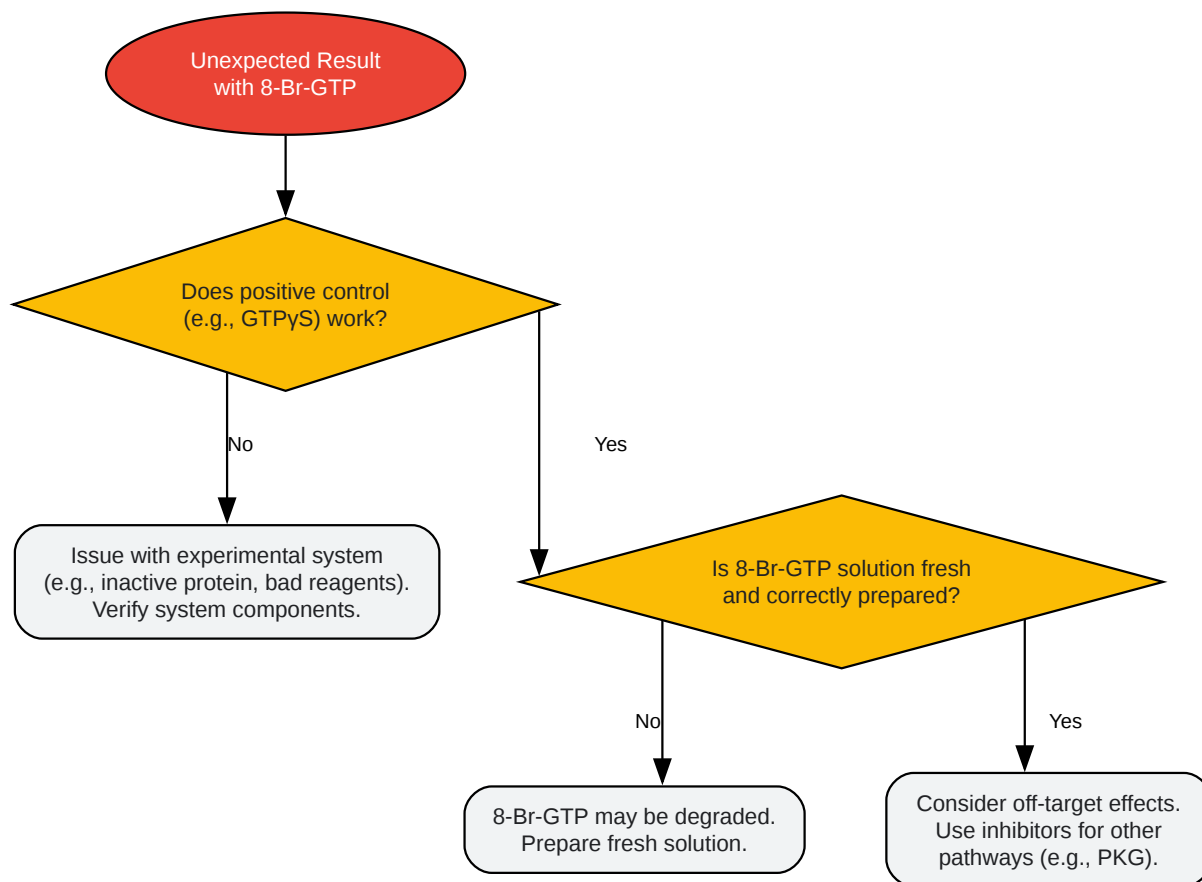 Unexpected Result
with 8-Br-GTP
Does positive control
(e.g., GTPγS) work?
No
Yes
Issue with experimental system
(e.g., inactive protein, bad reagents).
Verify system components.
Is 8-Br-GTP solution fresh
and correctly prepared?
No
Yes
8-Br-GTP may be degraded.
Prepare fresh solution.
Consider off-target effects.
Use inhibitors for other
pathways (e.g., PKG).